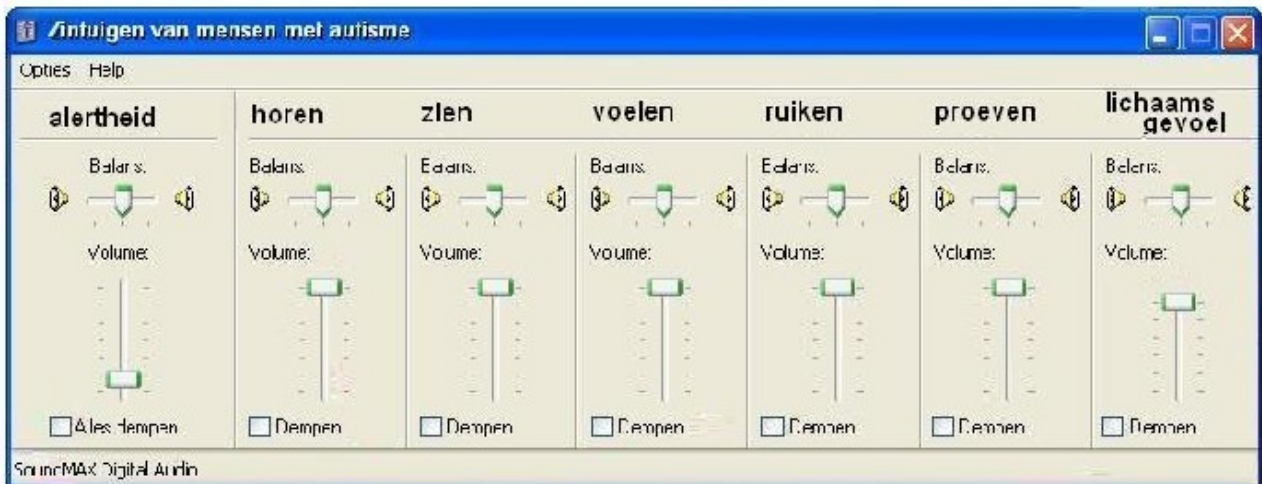 Zintuigen van mensen met autisme
Opties Help
alertheid horen zien voelen ruiken proeven lichaams
gevoel
Balans: Balans: Balans: Balans: Balans: Balans: Balans:
Volume: Volume: Volume: Volume: Volume: Volume: Volume:
Alles dempen Dempen Dempen Dempen Dempen Dempen Dempen
SoundMAX Digital Audio